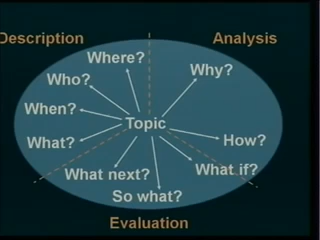 Description
Analysis
Where?
Why?
Who?
When?
Topic
What?
How?
What if?
What next?
So what?
Evaluation